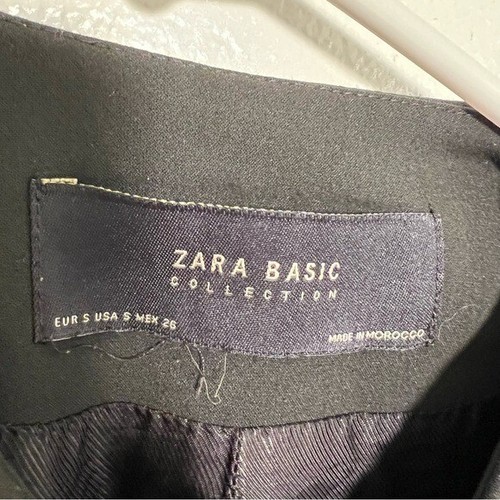 ZARA BASIC
COLLECTION
EUR S USA S MEX 26
MADE IN MOROCCO